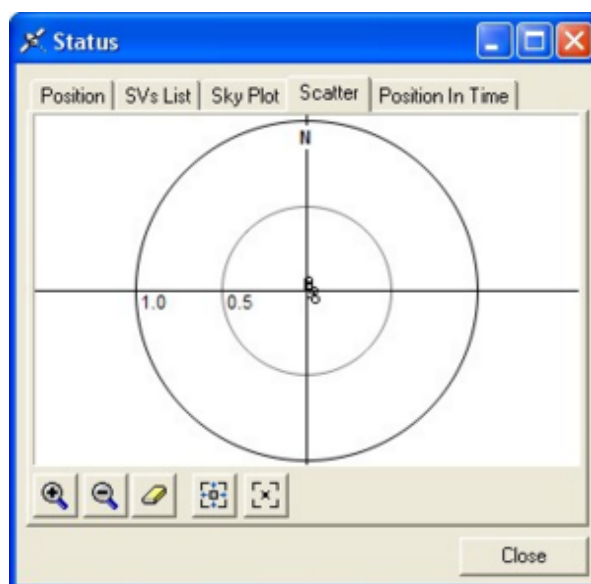 Status
Position SVs List Sky Plot Scatter Position In Time
N
1.0 0.5
Close